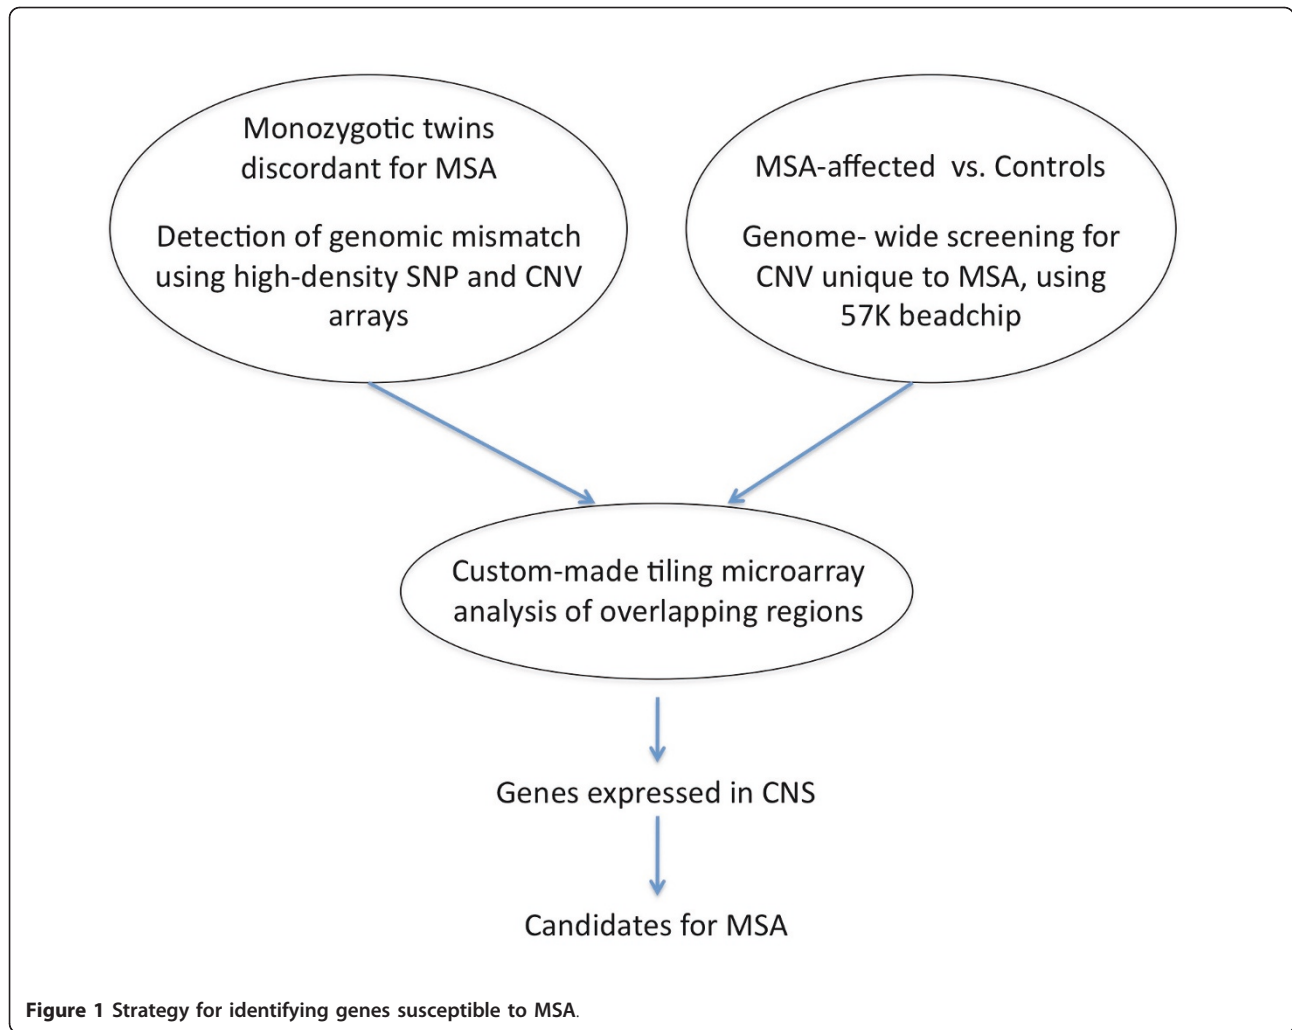 Monozygotic twins
discordant for MSA
Detection of genomic mismatch
using high-density SNP and CNV
arrays
MSA-affected vs. Controls
Genome- wide screening for
CNV unique to MSA, using
57K beadchip
Custom-made tiling microarray
analysis of overlapping regions
Genes expressed in CNS
Candidates for MSA
Figure 1 Strategy for identifying genes susceptible to MSA.